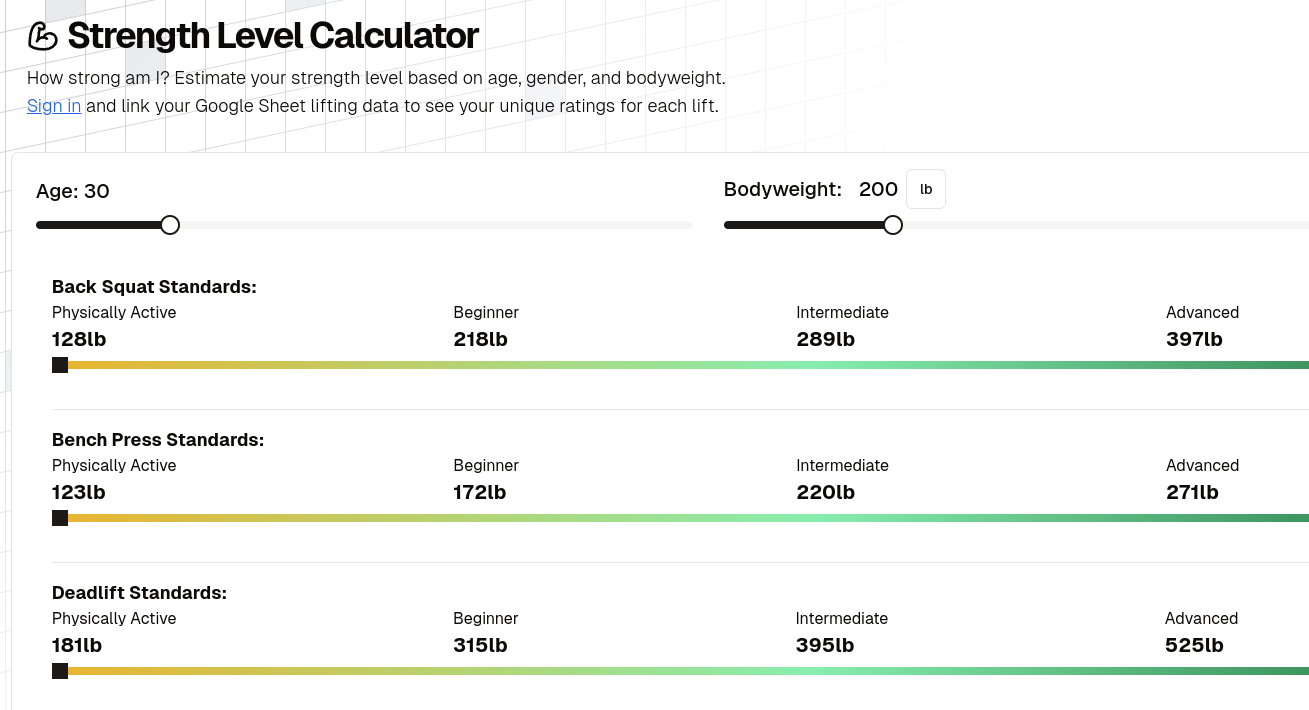 Strength Level Calculator
How strong am I? Estimate your strength level based on age, gender, and bodyweight.
Sign in and link your Google Sheet lifting data to see your unique ratings for each lift.
Age: 30
Bodyweight: 200 lb
Back Squat Standards:
Physically Active Beginner Intermediate Advanced
128lb 218lb 289lb 397lb
Bench Press Standards:
Physically Active Beginner Intermediate Advanced
123lb 172lb 220lb 271lb
Deadlift Standards:
Physically Active Beginner Intermediate Advanced
181lb 315lb 395lb 525lb